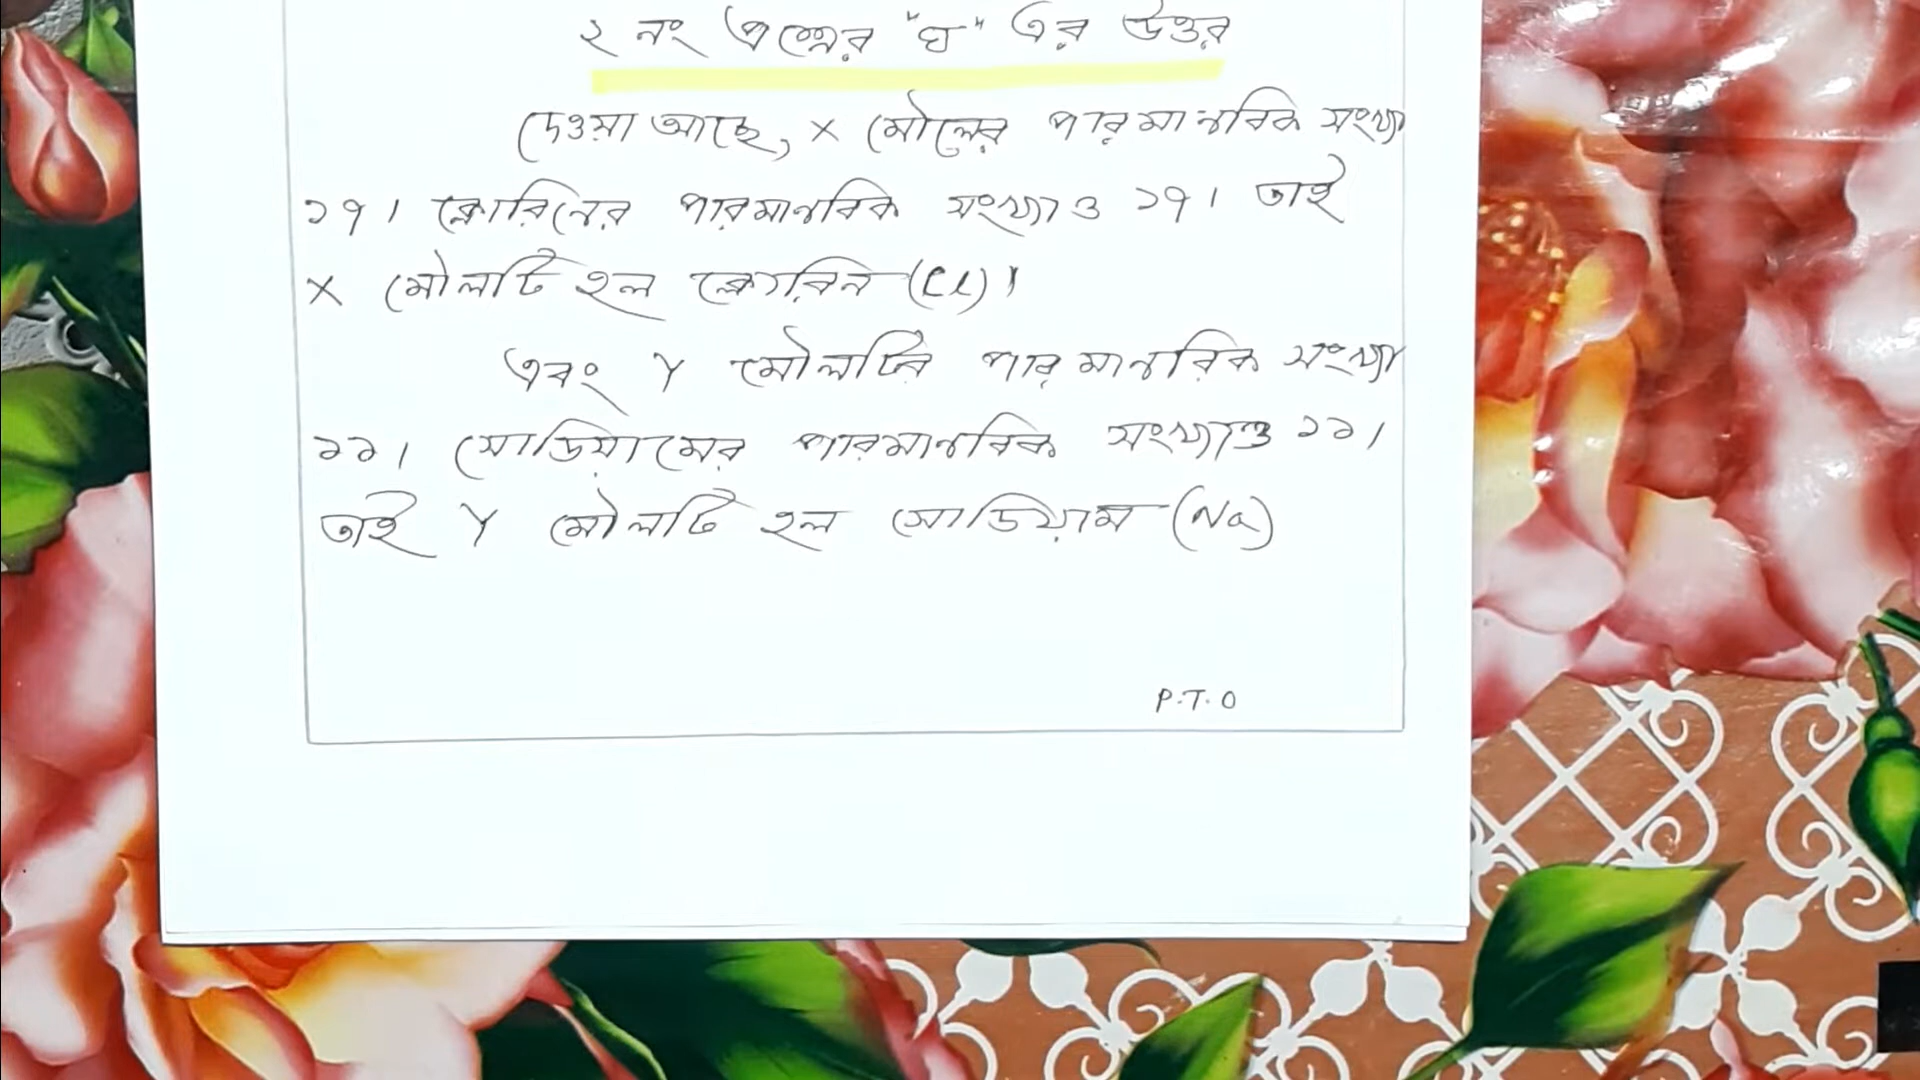 ২ নং প্রশ্নের "ঘ" এর উত্তর
দেওয়া আছে, X মৌলের পারমানবিক সংখ্যা
১৭। ক্লোরিনের পারমানবিক সংখ্যাও ১৭। তাই
X মৌলটি হল ক্লোরিন (Cl)।
এবং Y মৌলটির পারমানবিক সংখ্যা
১১। সোডিয়ামের পারমানবিক সংখ্যাও ১১।
তাই Y মৌলটি হল সোডিয়াম (Na)
P.T.O